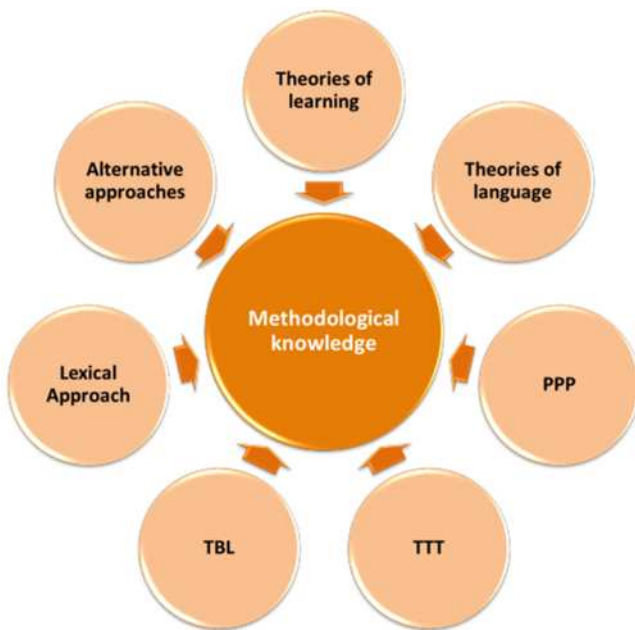 Theories of
learning
Theories of
language
PPP
TTT
TBL
Lexical
Approach
Alternative
approaches
Methodological
knowledge